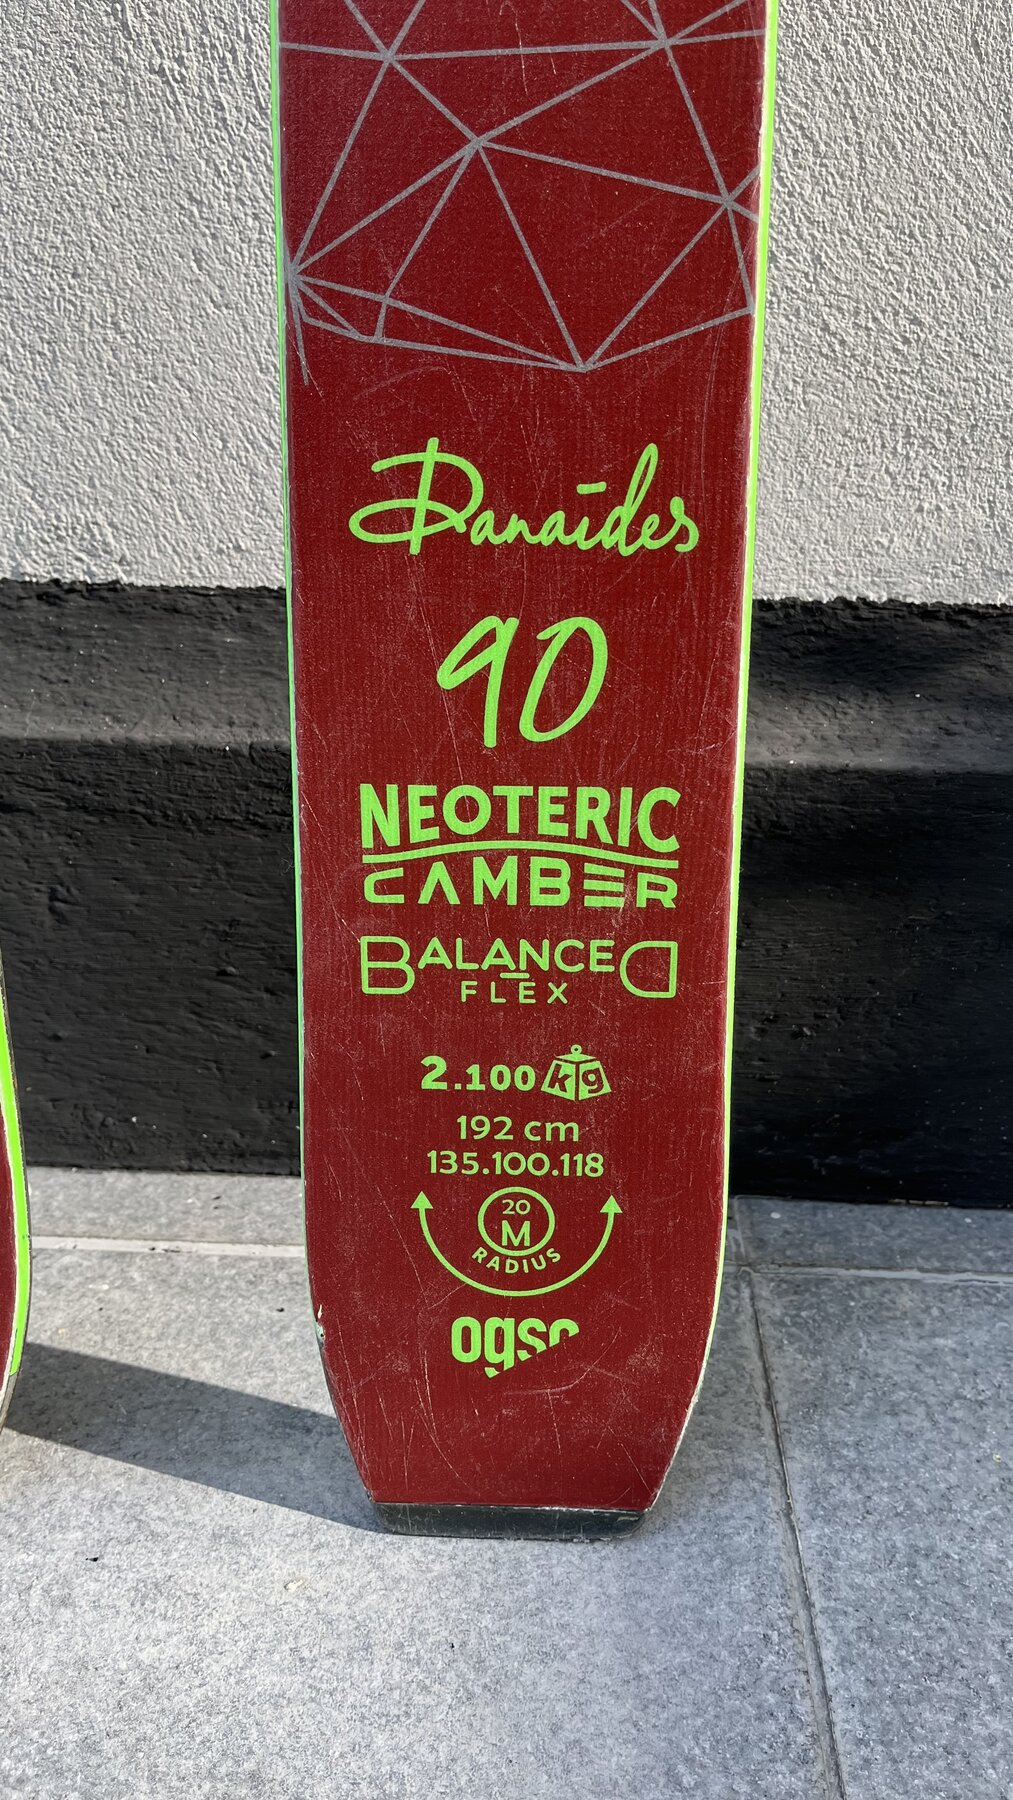 Danaïdes
90
NEOTERIC
CAMBER
BALANCED
FLEX
2.100 kg
192 cm
135.100.118
20
M
RADIUS
ogso